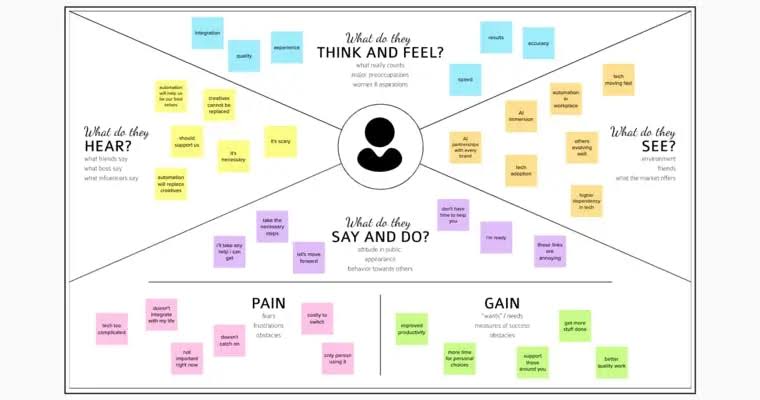 What do they
THINK AND FEEL?
what really counts
major preoccupations
worries & aspirations
integration
quality
experience
results
eccuracy
speed
What do they
HEAR?
what friends say
what boss say
what influencers say
automation
will help us
be our best
selves
creatives
cannot be
replaced
should
support us
it's
necessary
it's scary
automation
will replace
creatives
What do they
SEE?
environment
friends
what the market offers
tech
moving fast
automation
in
workplace
AI
immersion
AI
partnerships
with every
brand
others
evolving
well
tech
adoption
higher
dependency
in tech
What do they
SAY AND DO?
attitude in public
appearance
behavior towards others
take the
necessary
steps
i'll take any
help i can
get
let's move
forward
don't have
time to help
you
i'm ready
these links
are
annoying
PAIN
fears
frustrations
obstacles
tech too
complicated
doesn't
integrate
with my life
not
important
right now
doesn't
catch on
costly to
switch
only person
using it
GAIN
"wants" / needs
measures of success
obstacles
improved
productivity
more time
for personal
choices
get more
stuff done
support
those
around you
better
quality work